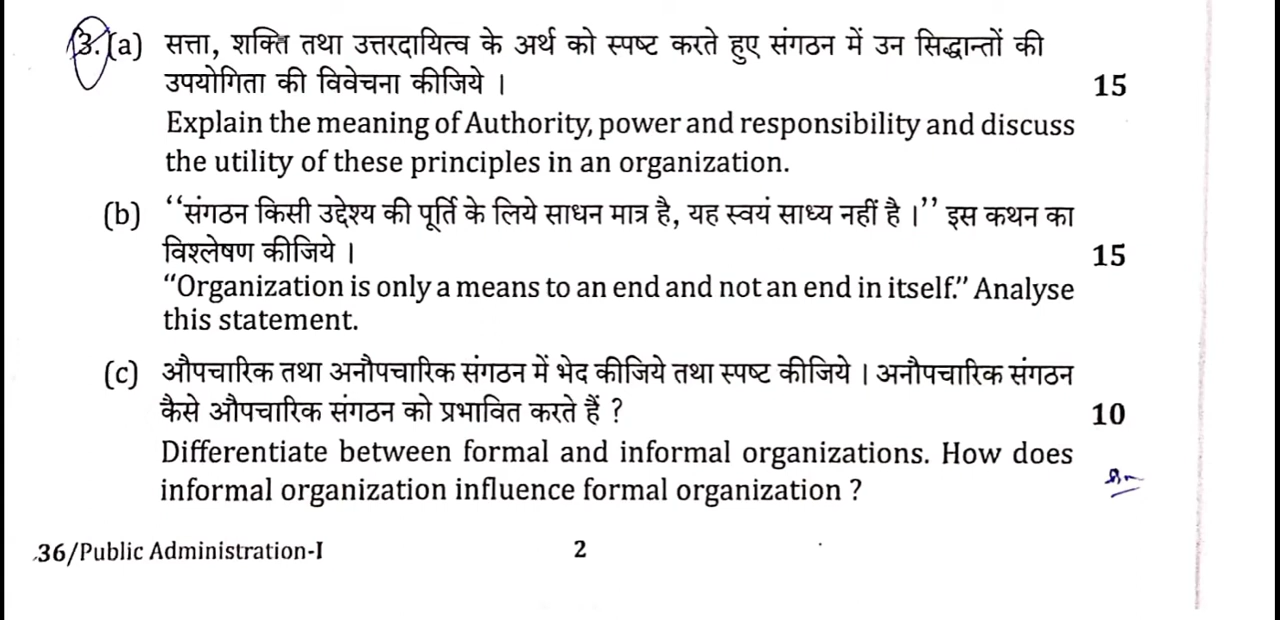 3. (a) सत्ता, शक्ति तथा उत्तरदायित्व के अर्थ को स्पष्ट करते हुए संगठन में उन सिद्धान्तों की
उपयोगिता की विवेचना कीजिये । 15
Explain the meaning of Authority, power and responsibility and discuss
the utility of these principles in an organization.
(b) ‘‘संगठन किसी उद्देश्य की पूर्ति के लिये साधन मात्र है, यह स्वयं साध्य नहीं है ।’’ इस कथन का
विश्लेषण कीजिये । 15
“Organization is only a means to an end and not an end in itself.” Analyse
this statement.
(c) औपचारिक तथा अनौपचारिक संगठन में भेद कीजिये तथा स्पष्ट कीजिये । अनौपचारिक संगठन
कैसे औपचारिक संगठन को प्रभावित करते हैं ? 10
Differentiate between formal and informal organizations. How does
informal organization influence formal organization ?
36/Public Administration-I 2